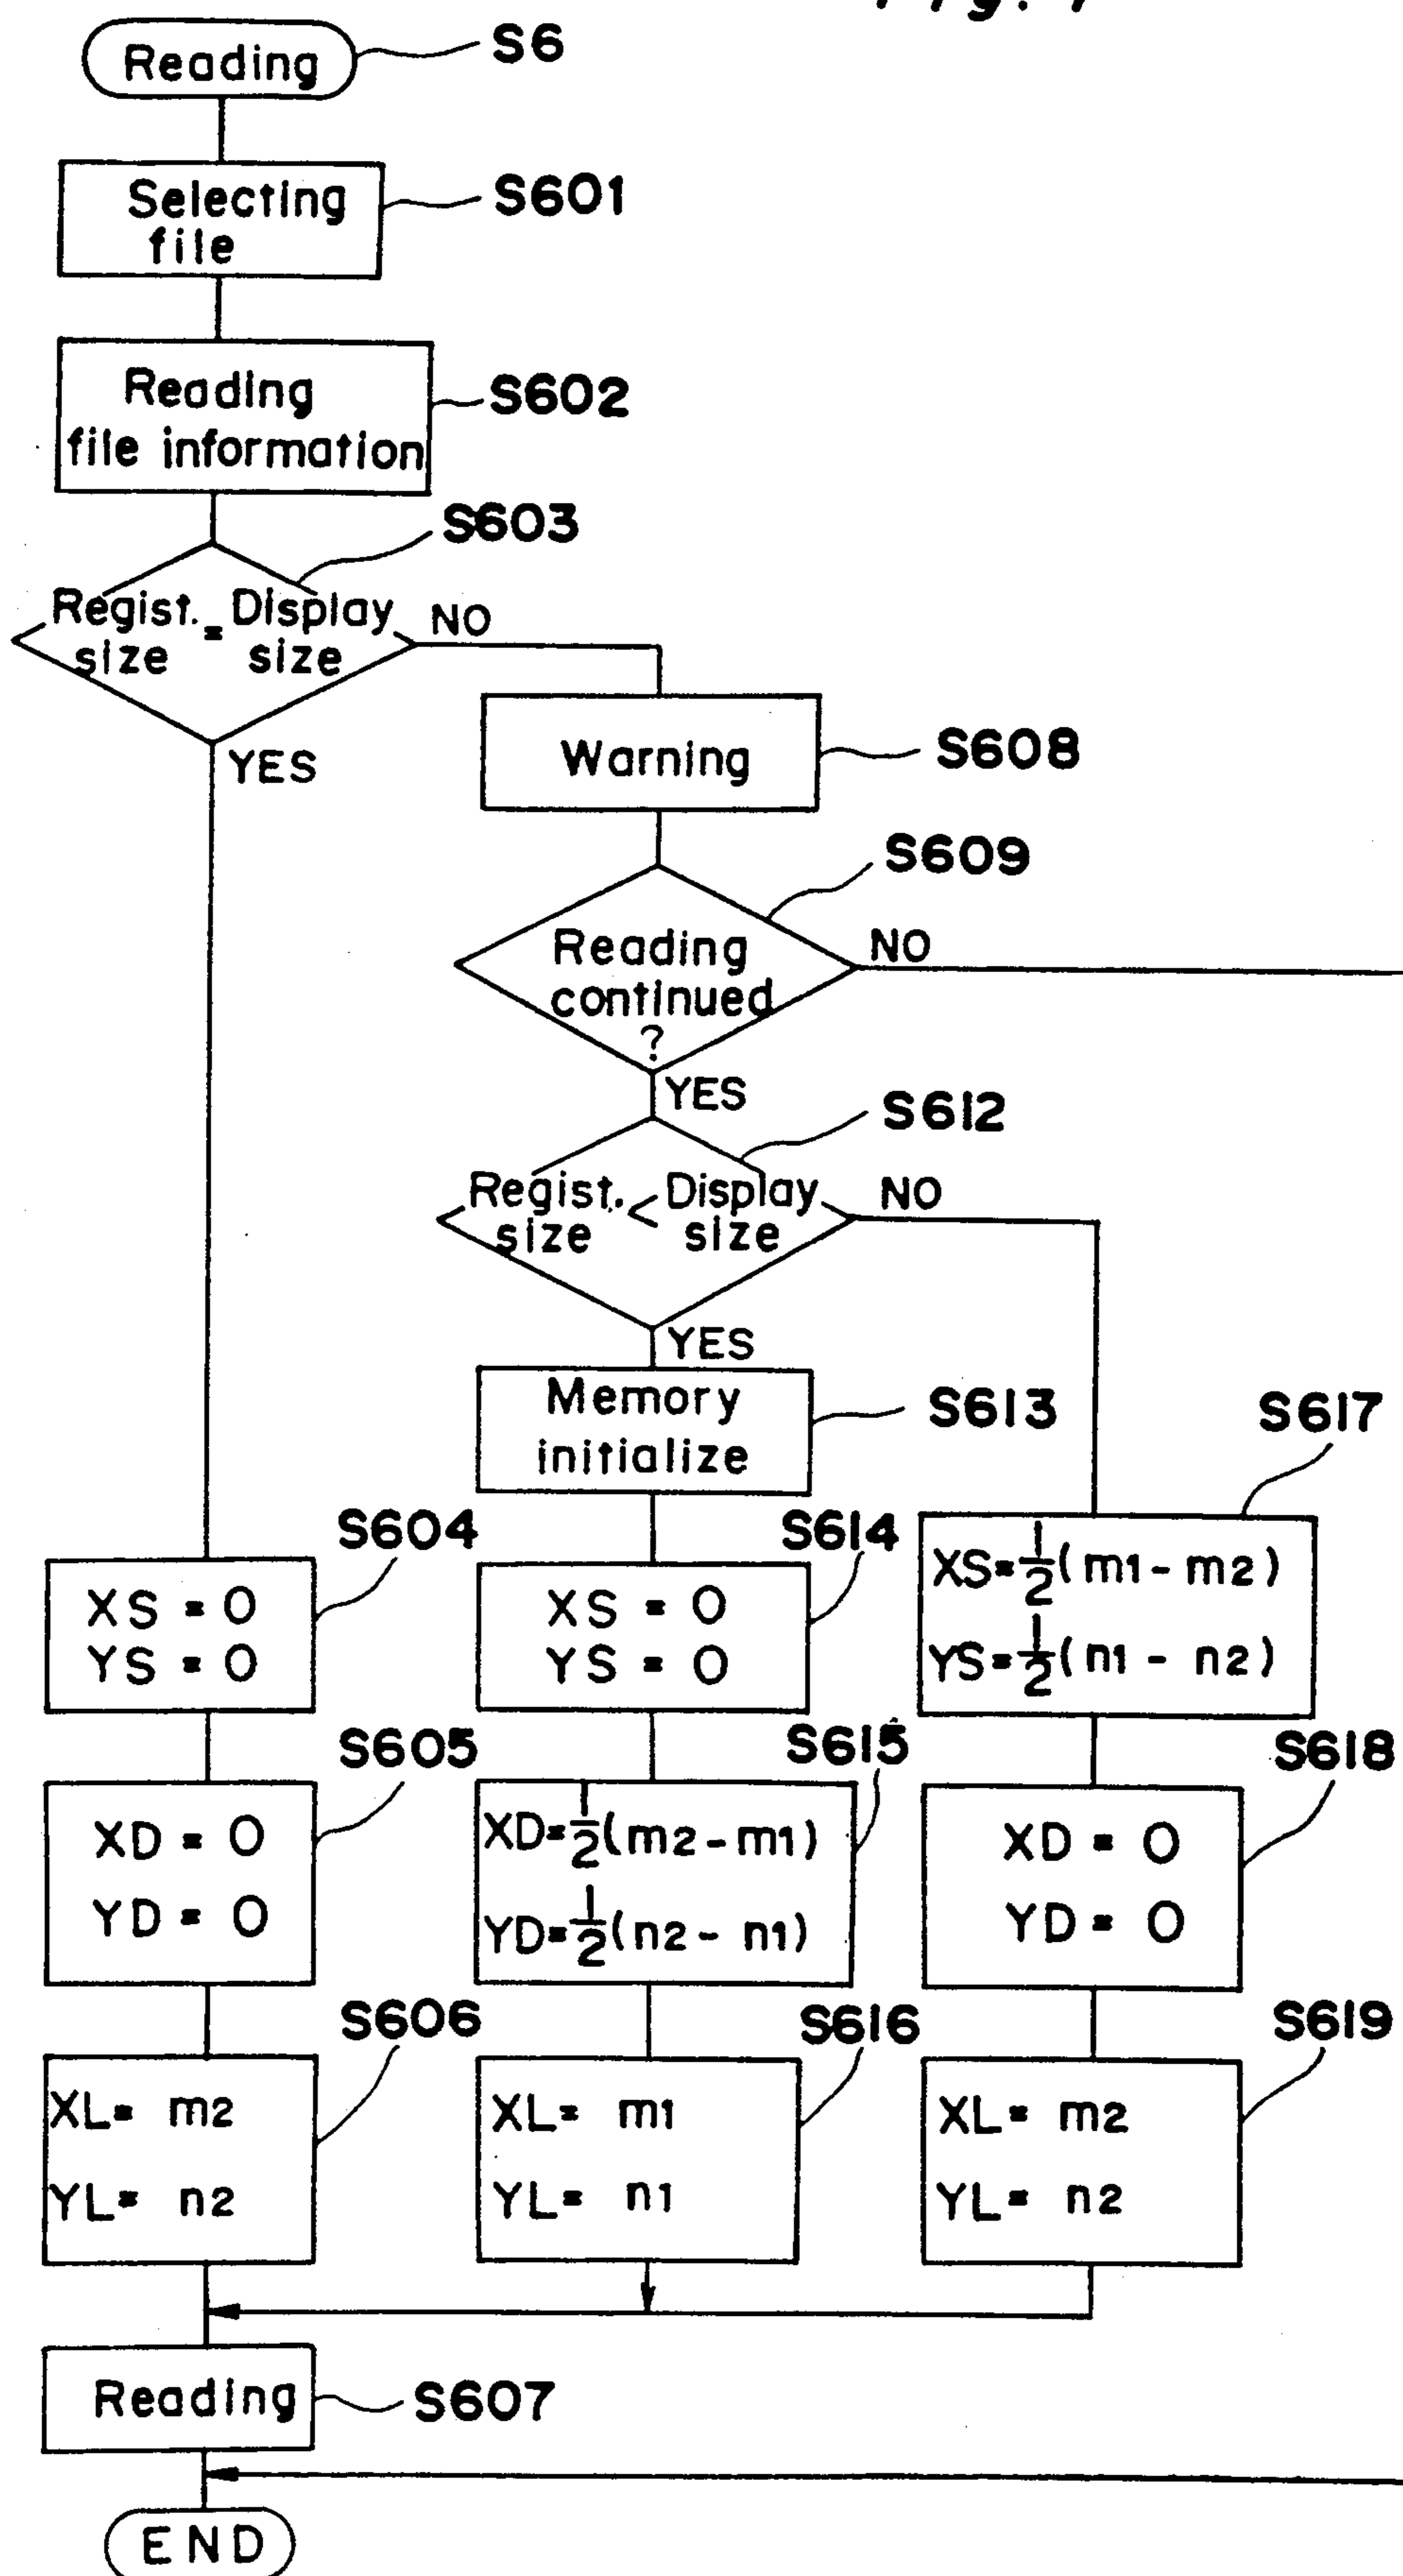 Fig. 7
Reading
S6
Selecting
file
S601
Reading
file information
S602
S603
Regist. = Display
size size
NO
YES
Warning
S608
S609
Reading
continued
?
NO
YES
S612
Regist. < Display
size size
NO
YES
Memory
initialize
S613
S604
XS = 0
YS = 0
S614
XS = 0
YS = 0
S617
XS=1/2(m1 - m2)
YS=1/2(n1 - n2)
S605
XD = 0
YD = 0
S615
XD=1/2(m2 - m1)
YD=1/2(n2 - n1)
S618
XD = 0
YD = 0
S606
XL= m2
YL= n2
S616
XL= m1
YL= n1
S619
XL= m2
YL= n2
Reading
S607
END